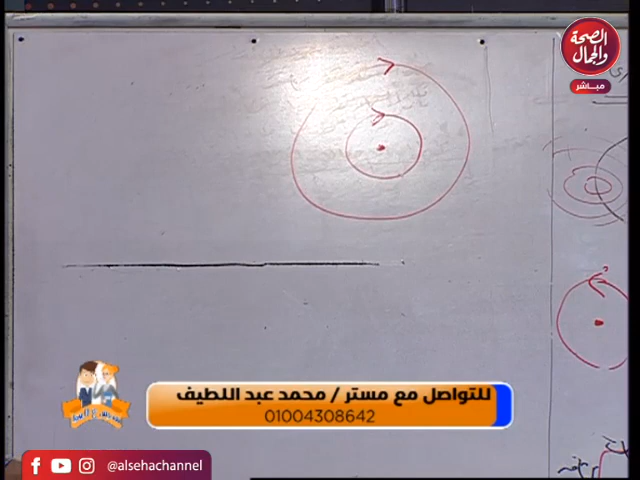 الصحة
والجمال
مباشر
للتواصل مع مستر / محمد عبد اللطيف
01004308642
@alsehachannel